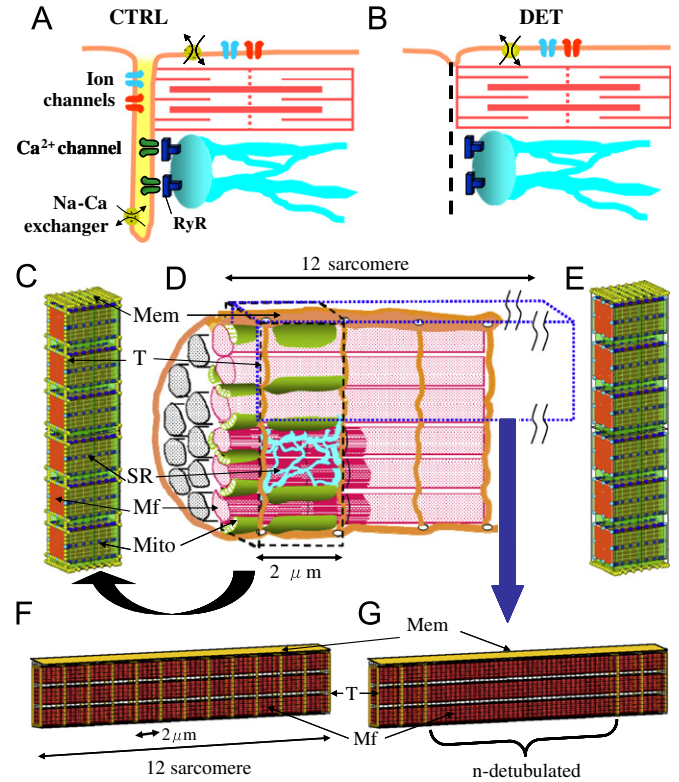 A
CTRL
B
DET
Ion
channels
Ca2+ channel
Na-Ca
exchanger
RyR
C
D
12 sarcomere
E
Mem
T
SR
Mf
Mito
2 μm
F
G
Mem
T
Mf
2μm
12 sarcomere
n-detubulated